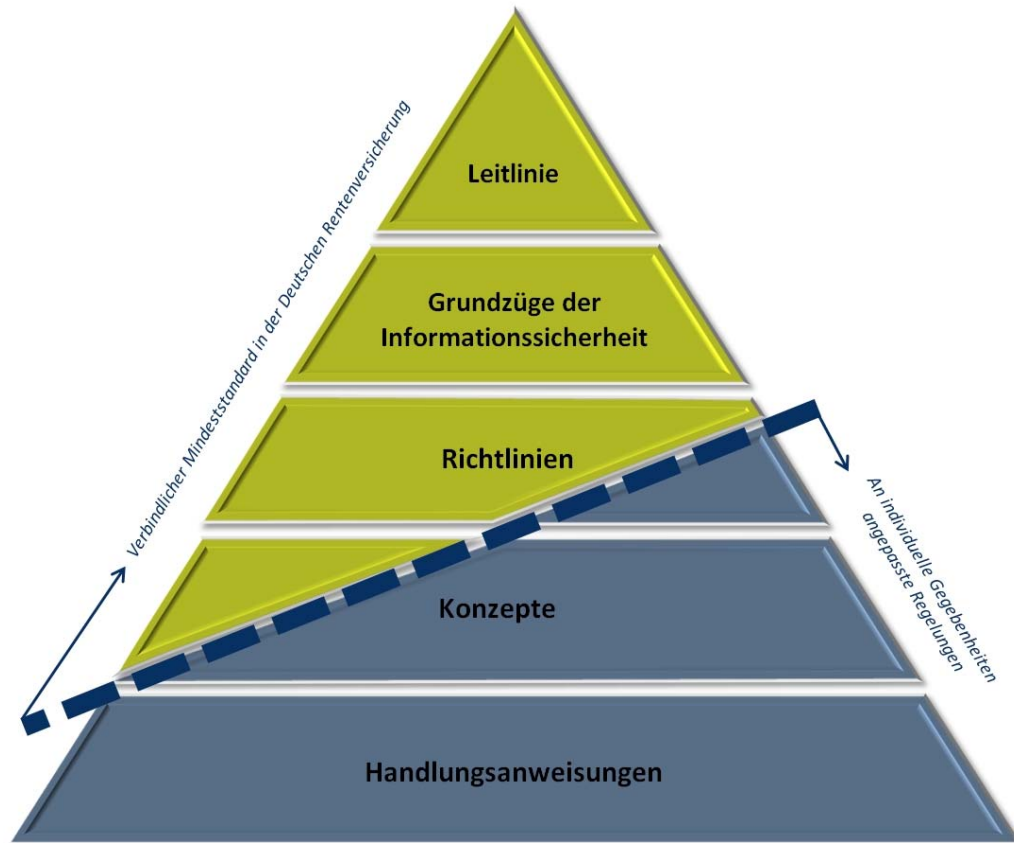 Verbindlicher Mindeststandard in der Deutschen Rentenversicherung
Leitlinie
Grundzüge der
Informationssicherheit
Richtlinien
An individuelle Gegebenheiten
angepasste Regelungen
Konzepte
Handlungsanweisungen